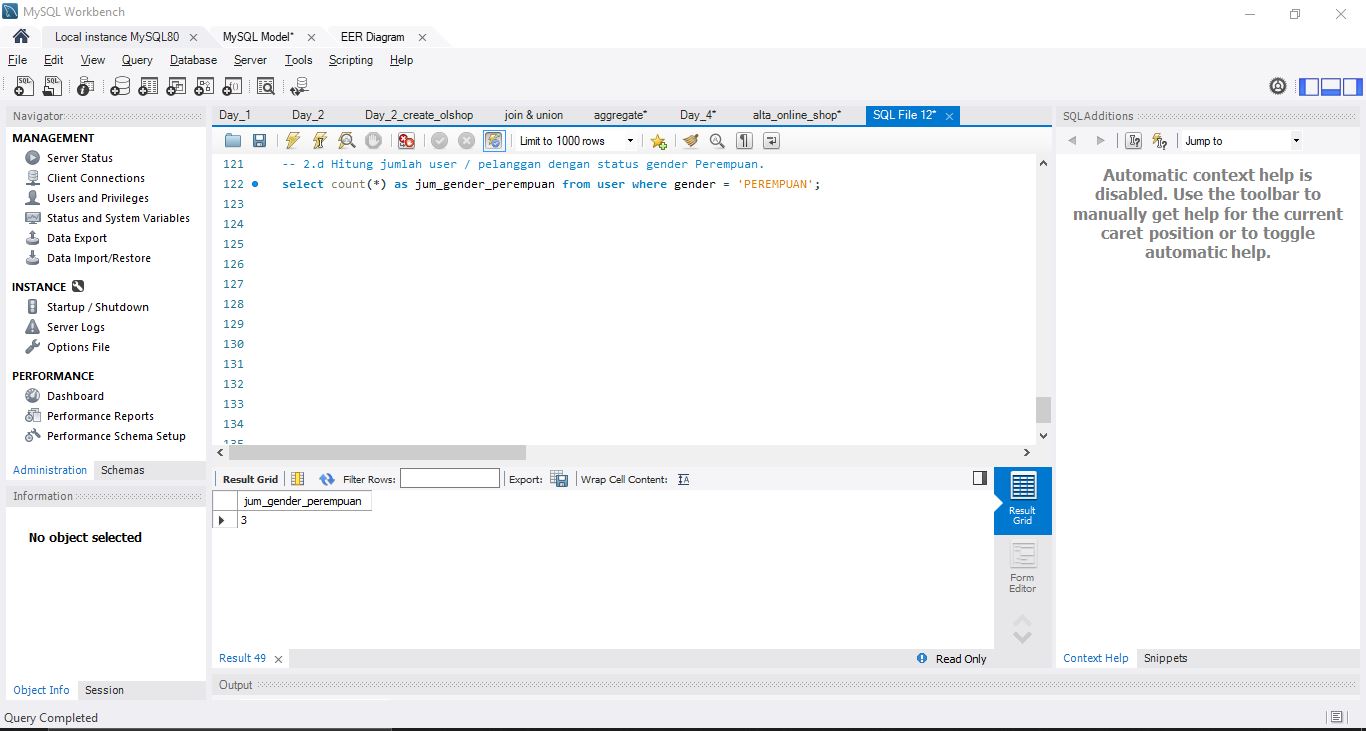 MySQL Workbench
Local instance MySQL80 MySQL Model* EER Diagram
File Edit View Query Database Server Tools Scripting Help
Navigator
MANAGEMENT
Server Status
Client Connections
Users and Privileges
Status and System Variables
Data Export
Data Import/Restore
INSTANCE
Startup / Shutdown
Server Logs
Options File
PERFORMANCE
Dashboard
Performance Reports
Performance Schema Setup
Administration Schemas
Information
No object selected
Object Info Session
Day_1 Day_2 Day_2_create_olshop join & union aggregate* Day_4* alta_online_shop* SQL File 12*
Limit to 1000 rows
121 -- 2.d Hitung jumlah user / pelanggan dengan status gender Perempuan.
122 select count(*) as jum_gender_perempuan from user where gender = 'PEREMPUAN';
123
124
125
126
127
128
129
130
131
132
133
134
135
Result Grid Filter Rows: Export: Wrap Cell Content:
jum_gender_perempuan
3
Result Grid
Form Editor
Result 49 Read Only
Output
SQLAdditions
Jump to
Automatic context help is
disabled. Use the toolbar to
manually get help for the current
caret position or to toggle
automatic help.
Context Help Snippets
Query Completed